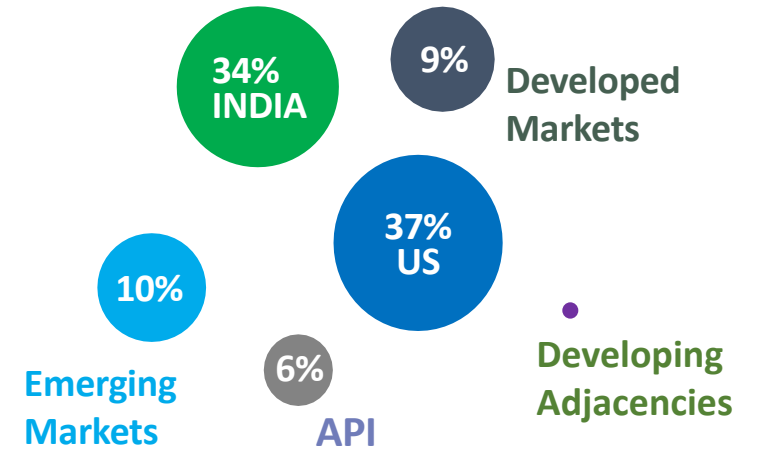 34%
INDIA
9%
Developed
Markets
37%
US
10%
Emerging
Markets
6%
API
Developing
Adjacencies